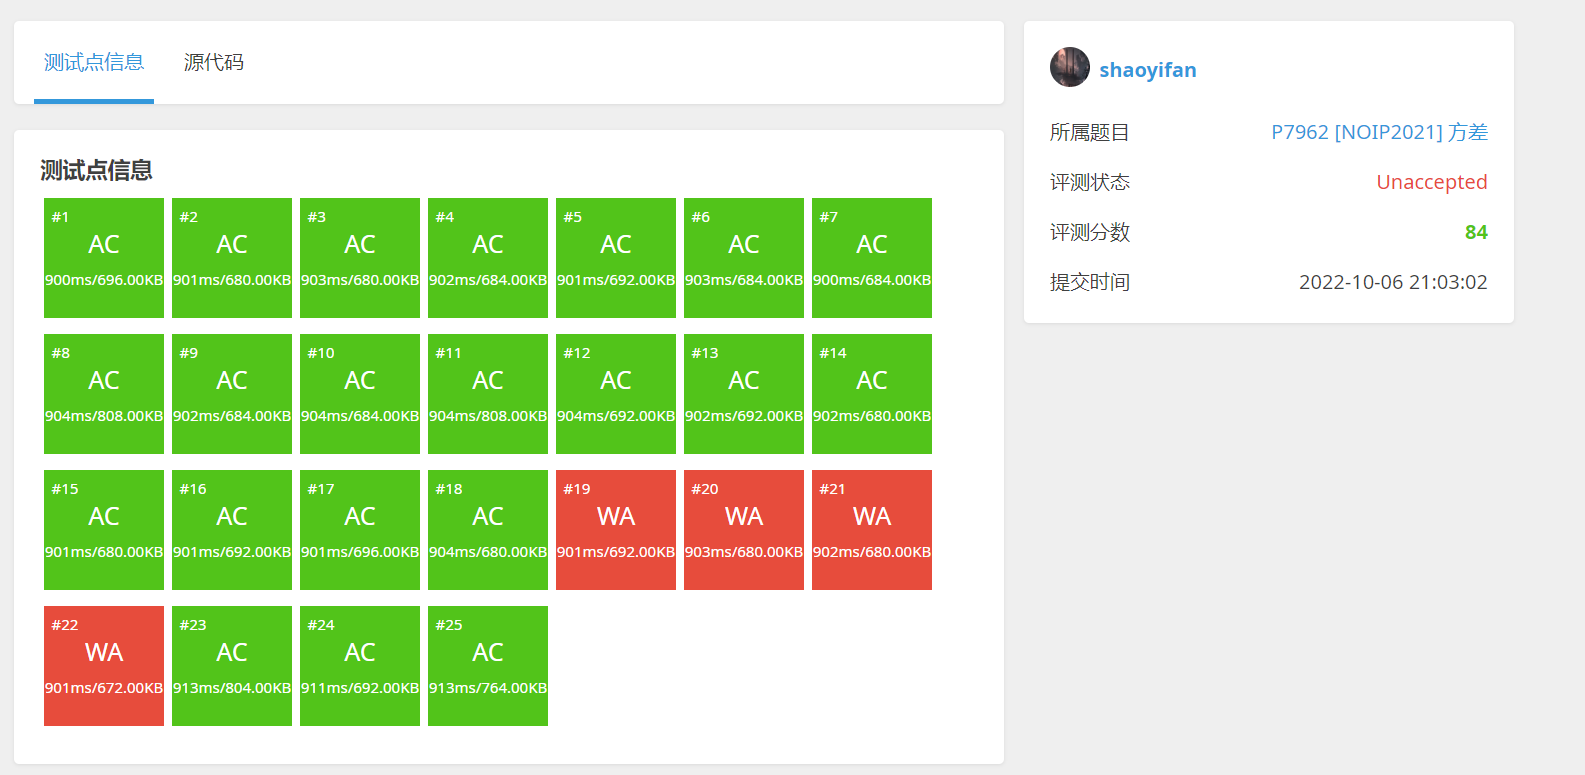 测试点信息 源代码
测试点信息
#1 #2 #3 #4 #5 #6 #7
AC AC AC AC AC AC AC
900ms/696.00KB 901ms/680.00KB 903ms/680.00KB 902ms/684.00KB 901ms/692.00KB 903ms/684.00KB 900ms/684.00KB
#8 #9 #10 #11 #12 #13 #14
AC AC AC AC AC AC AC
904ms/808.00KB 902ms/684.00KB 904ms/684.00KB 904ms/808.00KB 904ms/692.00KB 902ms/692.00KB 902ms/680.00KB
#15 #16 #17 #18 #19 #20 #21
AC AC AC AC WA WA WA
901ms/680.00KB 901ms/692.00KB 901ms/696.00KB 904ms/680.00KB 901ms/692.00KB 903ms/680.00KB 902ms/680.00KB
#22 #23 #24 #25
WA AC AC AC
901ms/672.00KB 913ms/804.00KB 911ms/692.00KB 913ms/764.00KB
shaoyifan
所属题目 P7962 [NOIP2021] 方差
评测状态 Unaccepted
评测分数 84
提交时间 2022-10-06 21:03:02